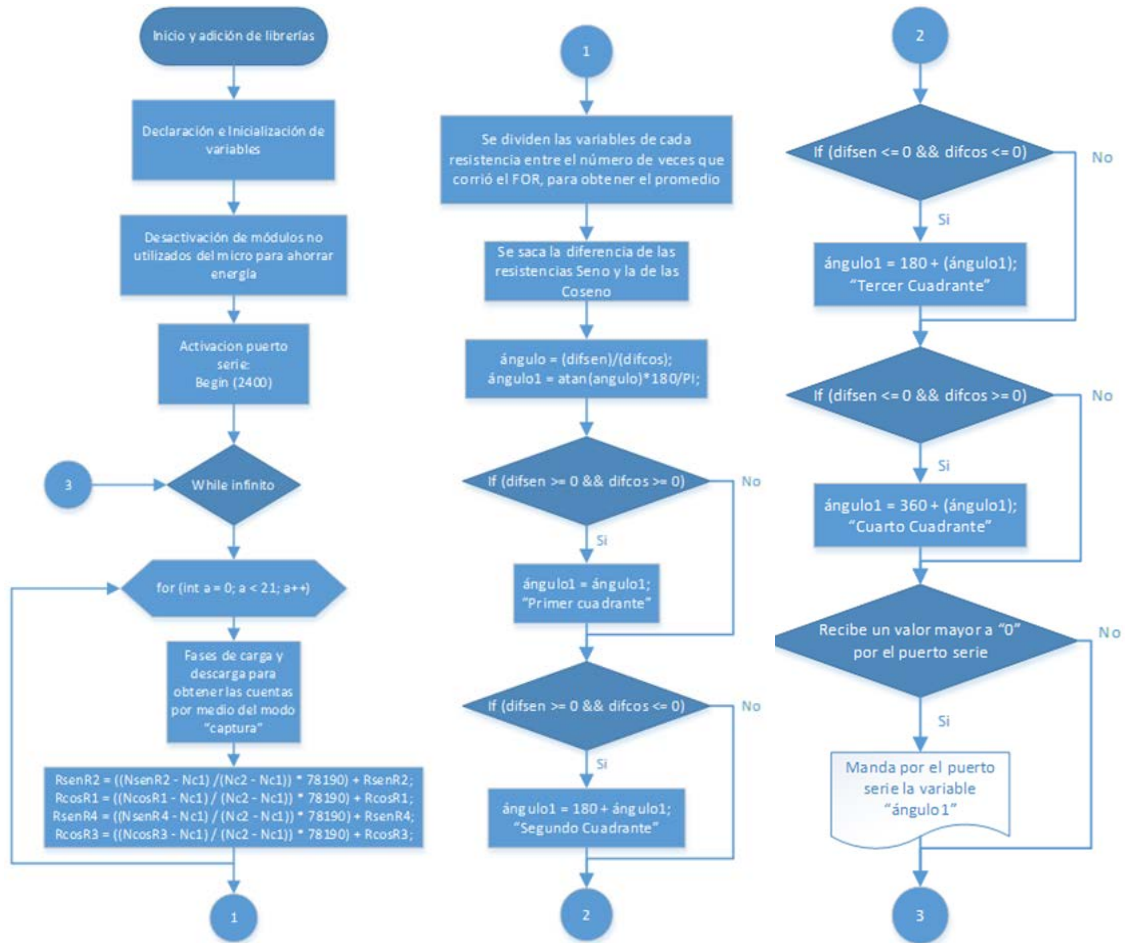 Inicio y adición de librerías
Declaración e Inicialización de
variables
Desactivación de módulos no
utilizados del micro para ahorrar
energía
Activacion puerto
serie:
Begin (2400)
3
While infinito
for (int a = 0; a < 21; a++)
Fases de carga y
descarga para
obtener las cuentas
por medio del modo
"captura"
RsenR2 = ((NsenR2 - Nc1) /(Nc2 - Nc1)) * 78190) + RsenR2;
RcosR1 = ((NcosR1 - Nc1) / (Nc2 - Nc1)) * 78190) + RcosR1;
RsenR4 = ((NsenR4 - Nc1) / (Nc2 - Nc1)) * 78190) + RsenR4;
RcosR3 = ((NcosR3 - Nc1) / (Nc2 - Nc1)) * 78190) + RcosR3;
1
1
Se dividen las variables de cada
resistencia entre el número de veces que
corrió el FOR, para obtener el promedio
Se saca la diferencia de las
resistencias Seno y la de las
Coseno
ángulo = (difsen)/(difcos);
ángulo1 = atan(angulo)*180/PI;
If (difsen >= 0 && difcos >= 0)
No
Si
ángulo1 = ángulo1;
"Primer cuadrante"
If (difsen >= 0 && difcos <= 0)
No
Si
ángulo1 = 180 + ángulo1;
"Segundo Cuadrante"
2
2
If (difsen <= 0 && difcos <= 0)
No
Si
ángulo1 = 180 + (ángulo1);
"Tercer Cuadrante"
If (difsen <= 0 && difcos >= 0)
No
Si
ángulo1 = 360 + (ángulo1);
"Cuarto Cuadrante"
Recibe un valor mayor a "0"
por el puerto serie
No
Si
Manda por el puerto
serie la variable
"ángulo1"
3